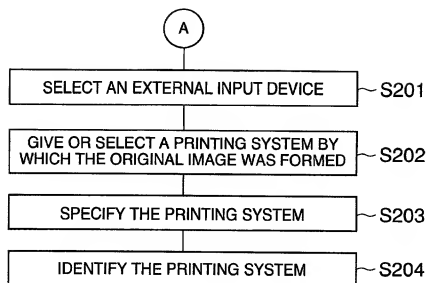 A
SELECT AN EXTERNAL INPUT DEVICE
S201
GIVE OR SELECT A PRINTING SYSTEM BY
WHICH THE ORIGINAL IMAGE WAS FORMED
S202
SPECIFY THE PRINTING SYSTEM
S203
IDENTIFY THE PRINTING SYSTEM
S204